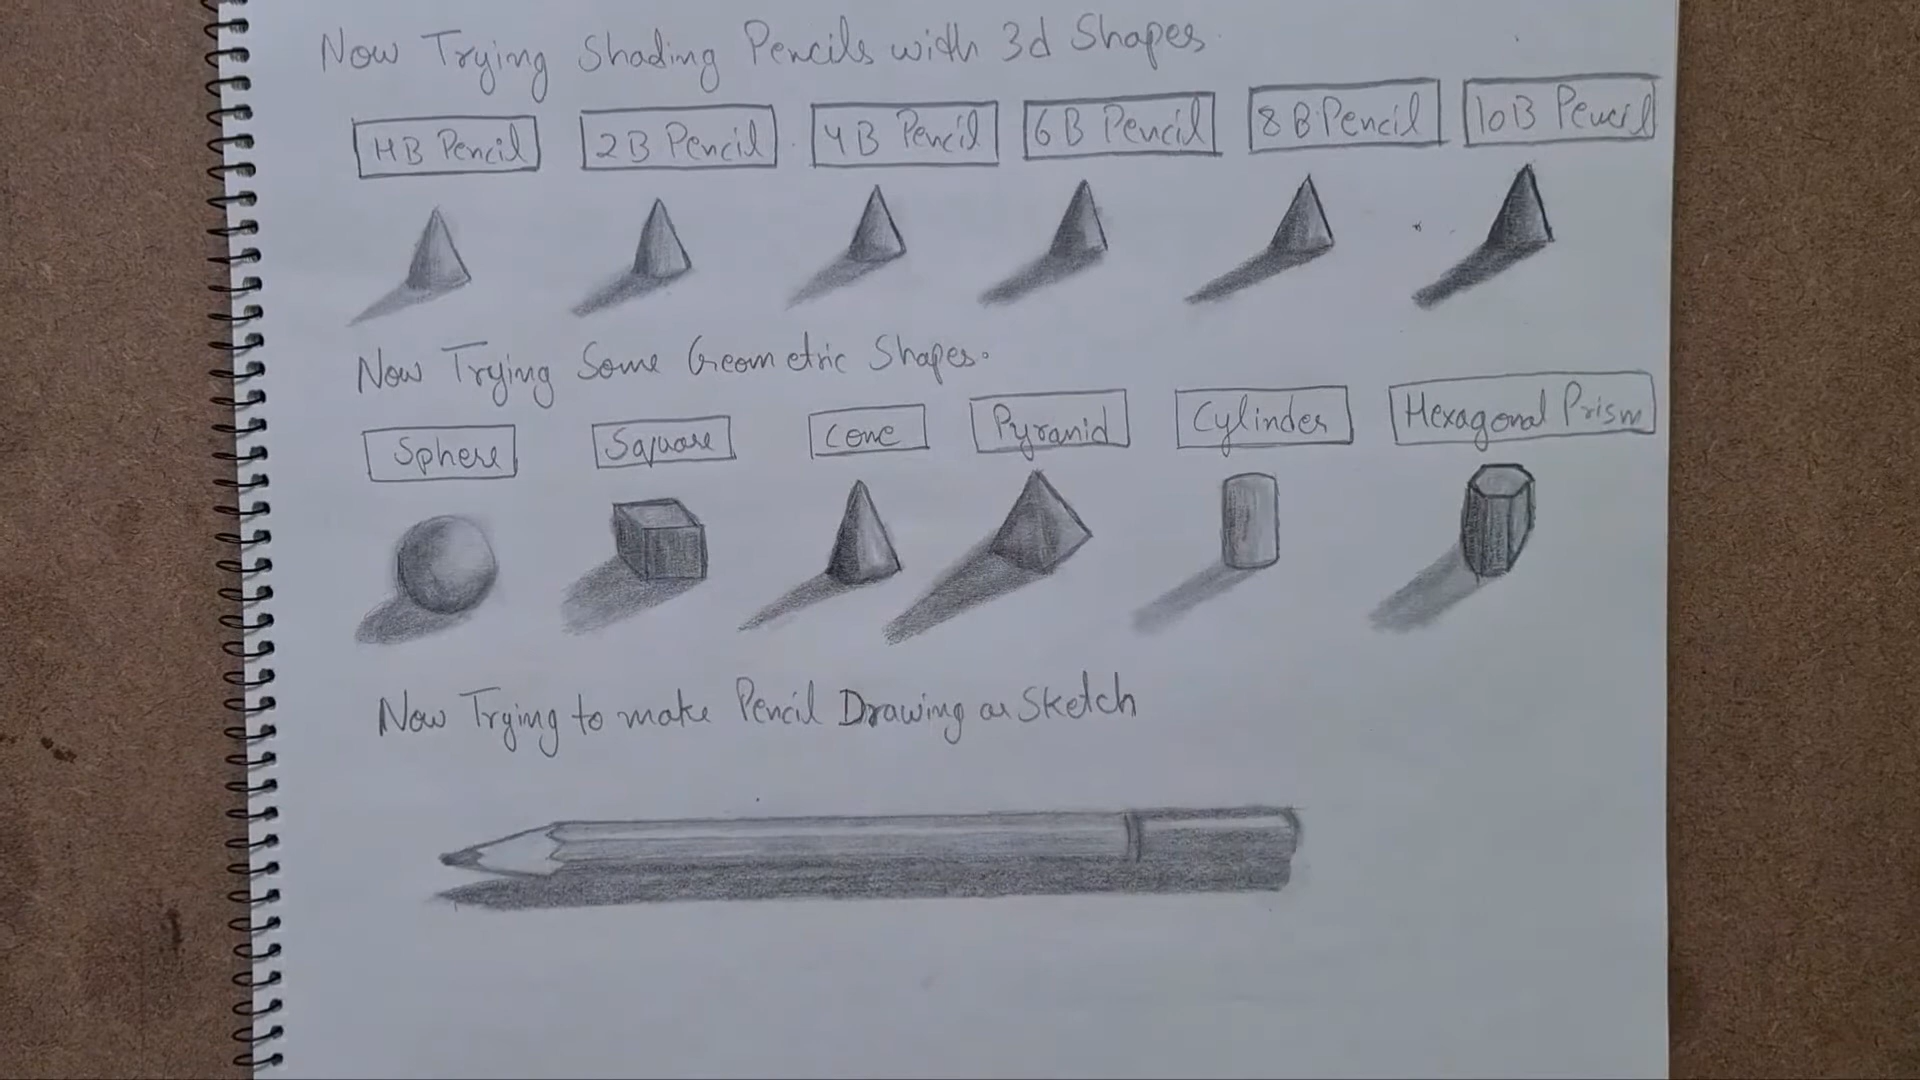 Now Trying Shading Pencils with 3d Shapes.
HB Pencil 2B Pencil 4B Pencil 6B Pencil 8B Pencil 10B Pencil
Now Trying Some Geometric Shapes.
Sphere Square Cone Pyramid Cylinder Hexagonal Prism
Now Trying to make Pencil Drawing as Sketch